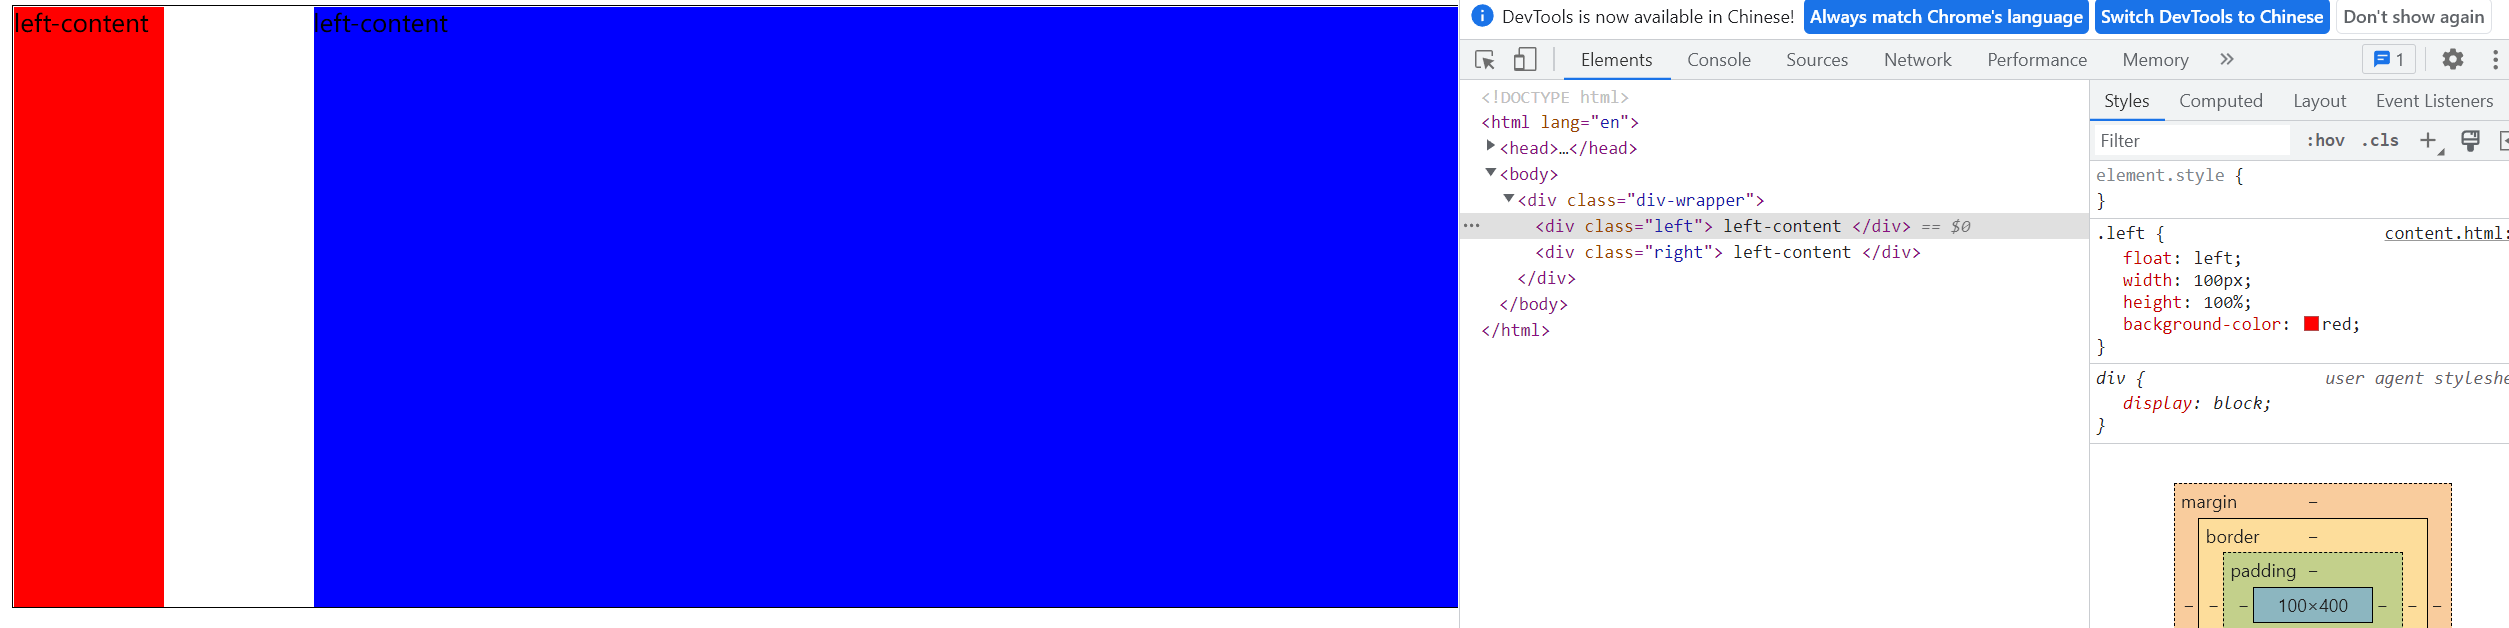 left-content left-content
DevTools is now available in Chinese! Always match Chrome's language Switch DevTools to Chinese Don't show again
Elements Console Sources Network Performance Memory 1
<!DOCTYPE html>
<html lang="en">
<head>…</head>
<body>
<div class="div-wrapper">
<div class="left"> left-content </div> == $0
<div class="right"> left-content </div>
</div>
</body>
</html>
Styles Computed Layout Event Listeners
Filter :hov .cls
element.style {
}
.left { content.html:
float: left;
width: 100px;
height: 100%;
background-color: red;
}
div { user agent styleshe
display: block;
}
margin –
border –
padding –
– – – 100×400 – – –